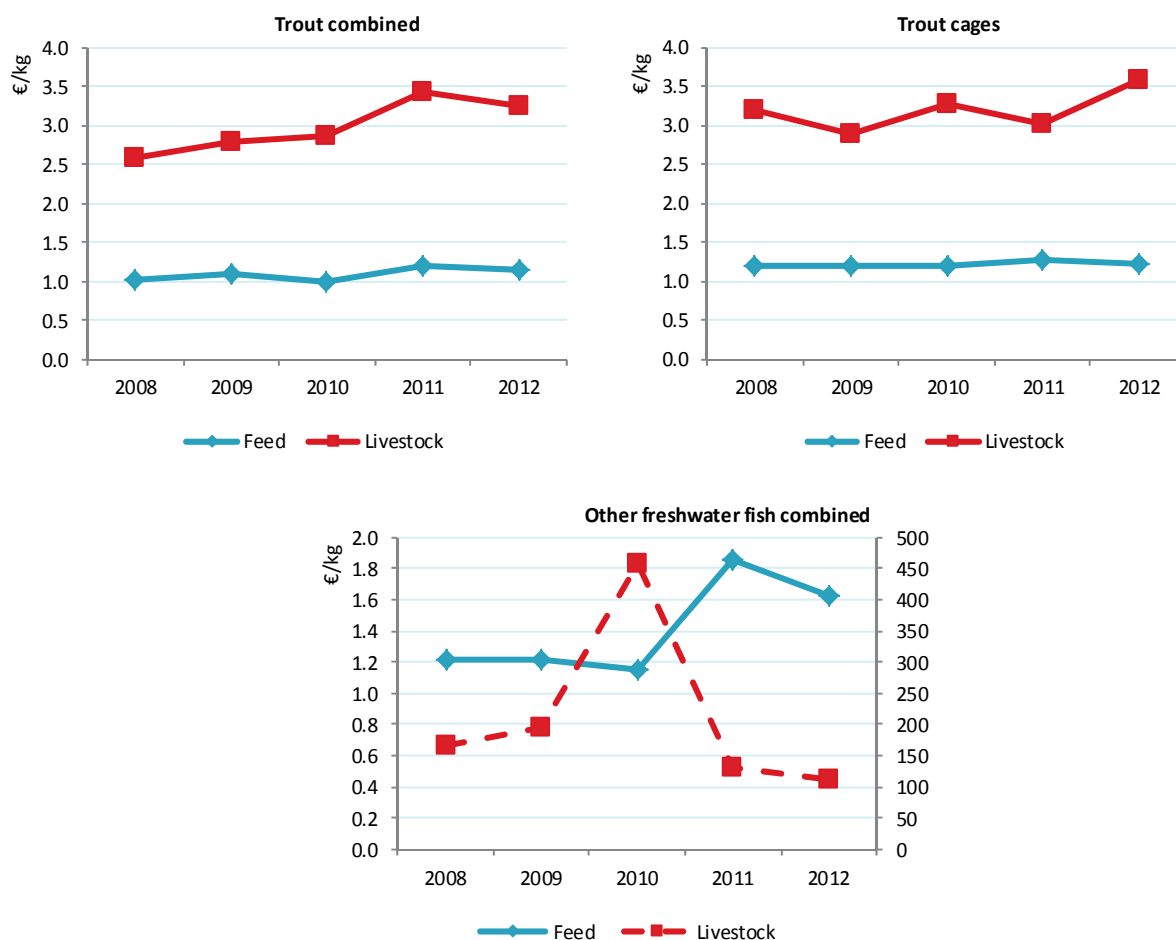 Trout combined
€/kg
4.0
3.5
3.0
2.5
2.0
1.5
1.0
0.5
0.0
2008 2009 2010 2011 2012
Feed Livestock
Trout cages
€/kg
4.0
3.5
3.0
2.5
2.0
1.5
1.0
0.5
0.0
2008 2009 2010 2011 2012
Feed Livestock
Other freshwater fish combined
€/kg
2.0 500
1.8 450
1.6 400
1.4 350
1.2 300
1.0 250
0.8 200
0.6 150
0.4 100
0.2 50
0.0 0
2008 2009 2010 2011 2012
Feed Livestock